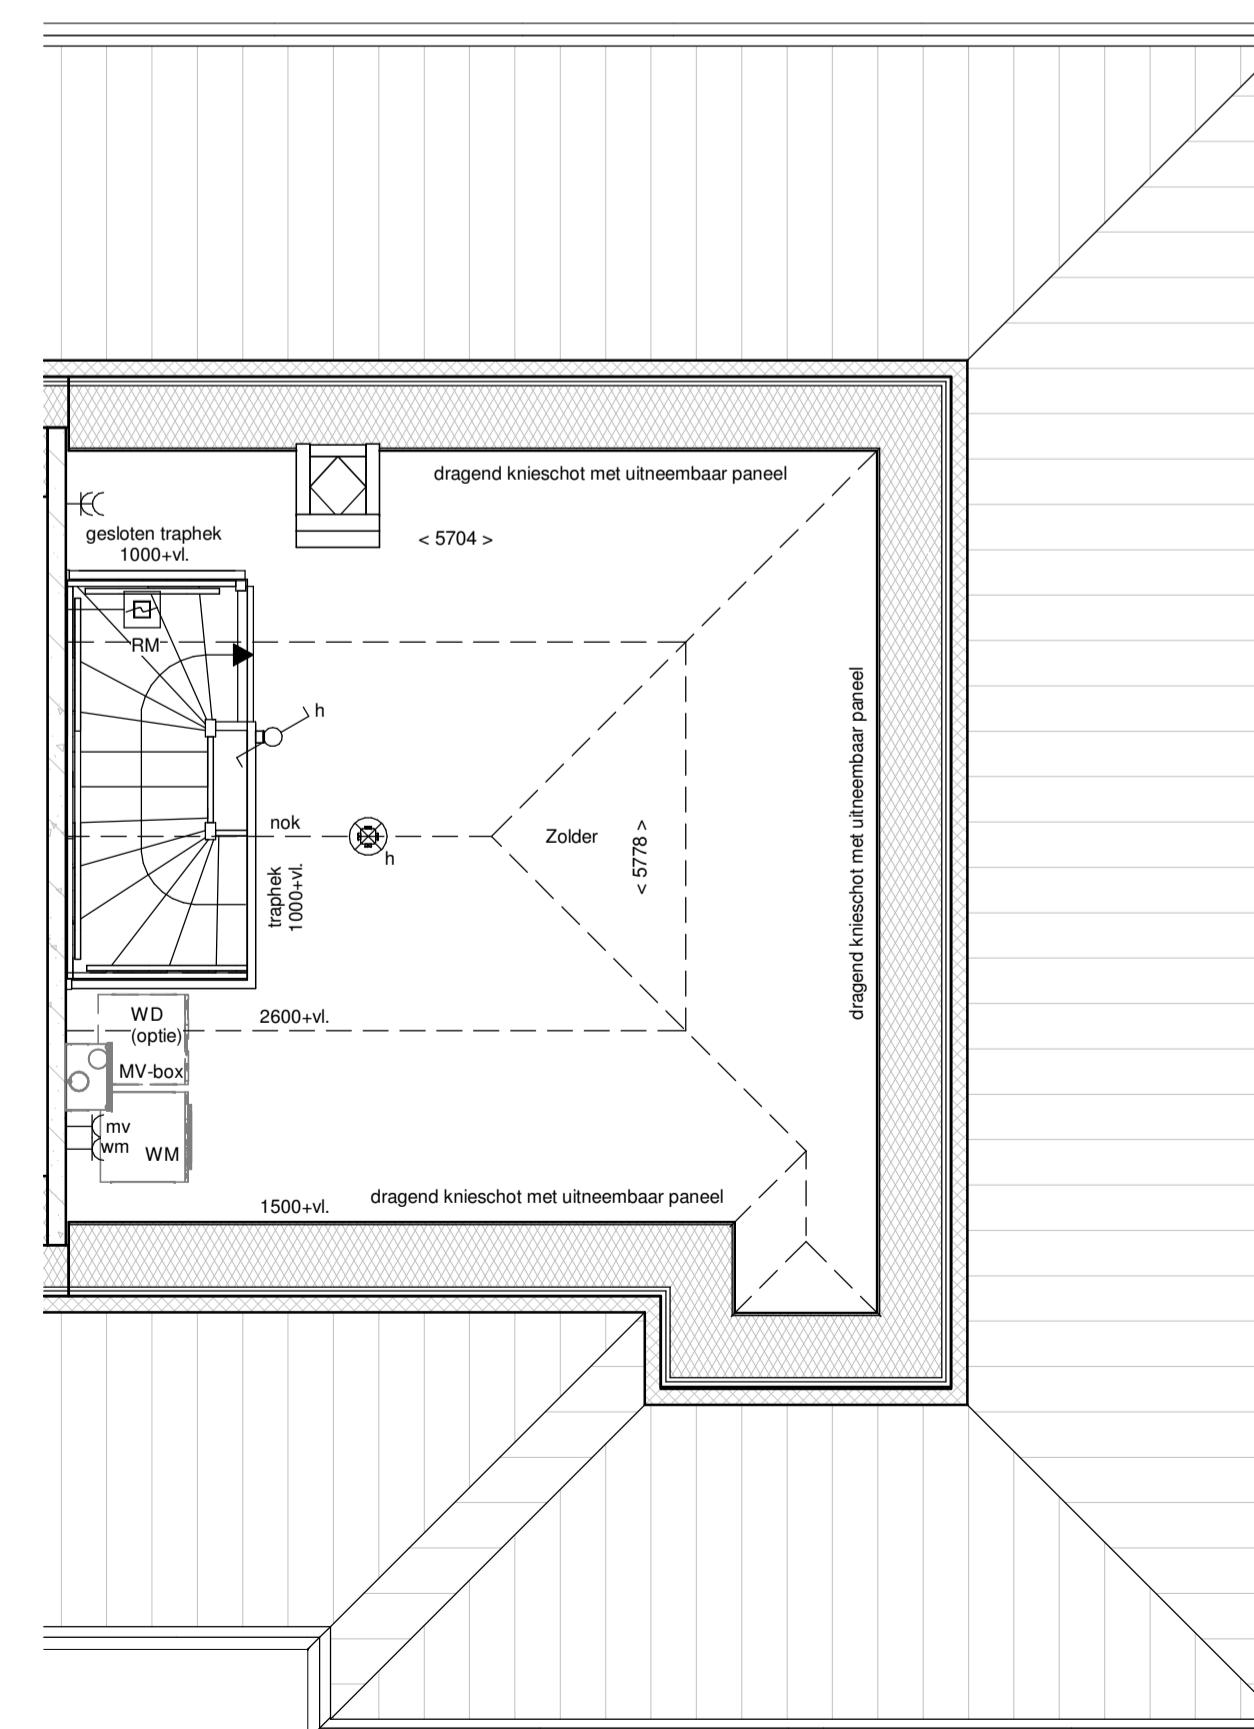 dragend knieschot met uitneembaar paneel
gesloten traphek
1000+vl.
< 5704 >
RM
h
nok
h
Zolder
< 5778 >
dragend knieschot met uitneembaar paneel
traphek
1000+vl.
WD
(optie)
2600+vl.
MV-box
mv
wm
WM
1500+vl.
dragend knieschot met uitneembaar paneel